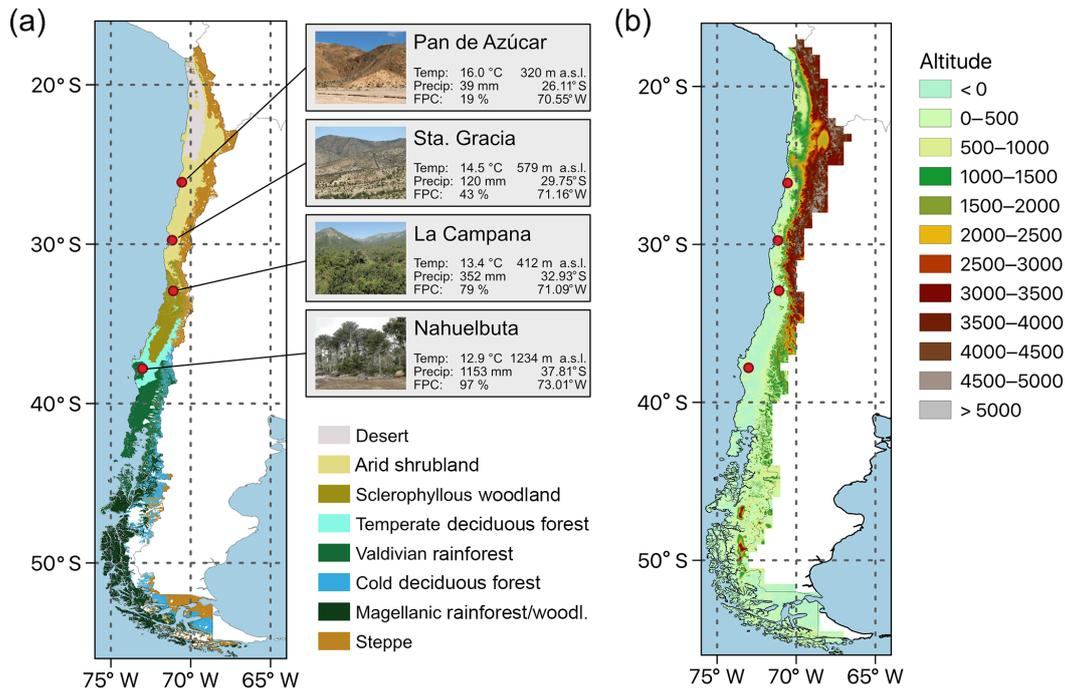 (a)
20° S
30° S
40° S
50° S
75° W 70° W 65° W
Pan de Azúcar
Temp: 16.0 °C 320 m a.s.l.
Precip: 39 mm 26.11°S
FPC: 19 % 70.55°W
Sta. Gracia
Temp: 14.5 °C 579 m a.s.l.
Precip: 120 mm 29.75°S
FPC: 43 % 71.16°W
La Campana
Temp: 13.4 °C 412 m a.s.l.
Precip: 352 mm 32.93°S
FPC: 79 % 71.09°W
Nahuelbuta
Temp: 12.9 °C 1234 m a.s.l.
Precip: 1153 mm 37.81°S
FPC: 97 % 73.01°W
Desert
Arid shrubland
Sclerophyllous woodland
Temperate deciduous forest
Valdivian rainforest
Cold deciduous forest
Magellanic rainforest/woodl.
Steppe
(b)
20° S
30° S
40° S
50° S
75° W 70° W 65° W
Altitude
< 0
0–500
500–1000
1000–1500
1500–2000
2000–2500
2500–3000
3000–3500
3500–4000
4000–4500
4500–5000
> 5000